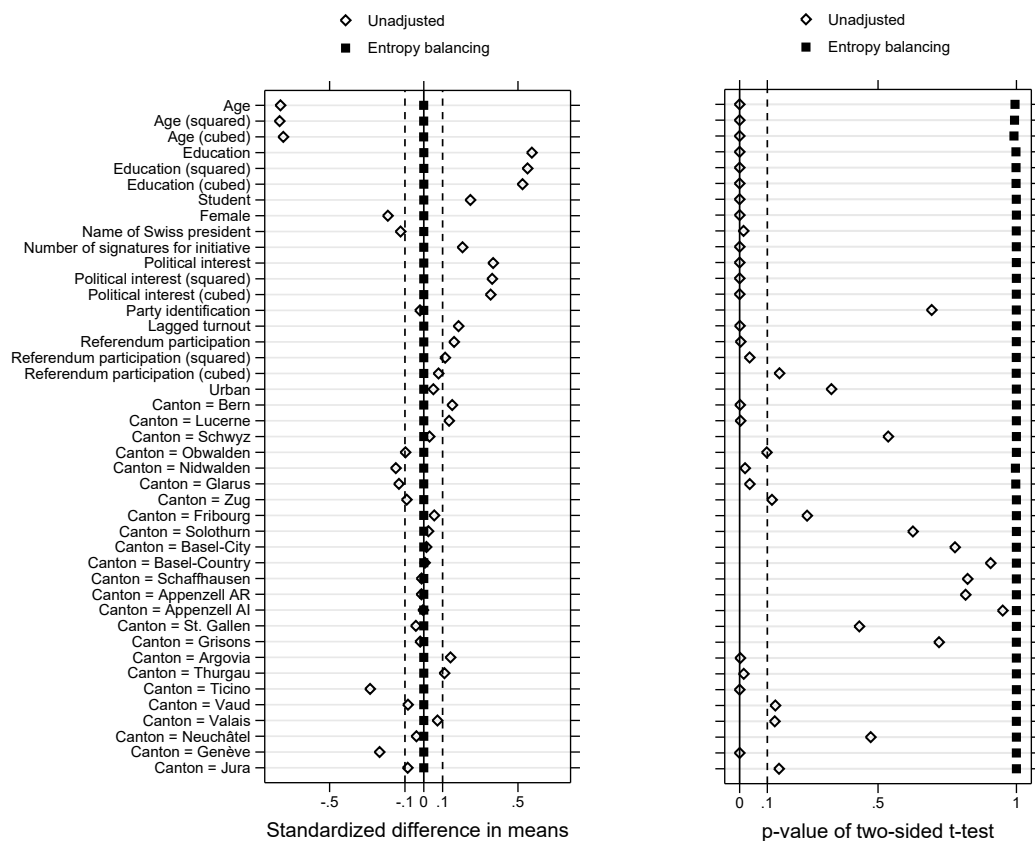 Unadjusted
Entropy balancing
Unadjusted
Entropy balancing
Age
Age (squared)
Age (cubed)
Education
Education (squared)
Education (cubed)
Student
Female
Name of Swiss president
Number of signatures for initiative
Political interest
Political interest (squared)
Political interest (cubed)
Party identification
Lagged turnout
Referendum participation
Referendum participation (squared)
Referendum participation (cubed)
Urban
Canton = Bern
Canton = Lucerne
Canton = Schwyz
Canton = Obwalden
Canton = Nidwalden
Canton = Glarus
Canton = Zug
Canton = Fribourg
Canton = Solothurn
Canton = Basel-City
Canton = Basel-Country
Canton = Schaffhausen
Canton = Appenzell AR
Canton = Appenzell AI
Canton = St. Gallen
Canton = Grisons
Canton = Argovia
Canton = Thurgau
Canton = Ticino
Canton = Vaud
Canton = Valais
Canton = Neuchâtel
Canton = Genève
Canton = Jura
-.5 -.1 0 .1 .5
Standardized difference in means
0 .1 .5 1
p-value of two-sided t-test